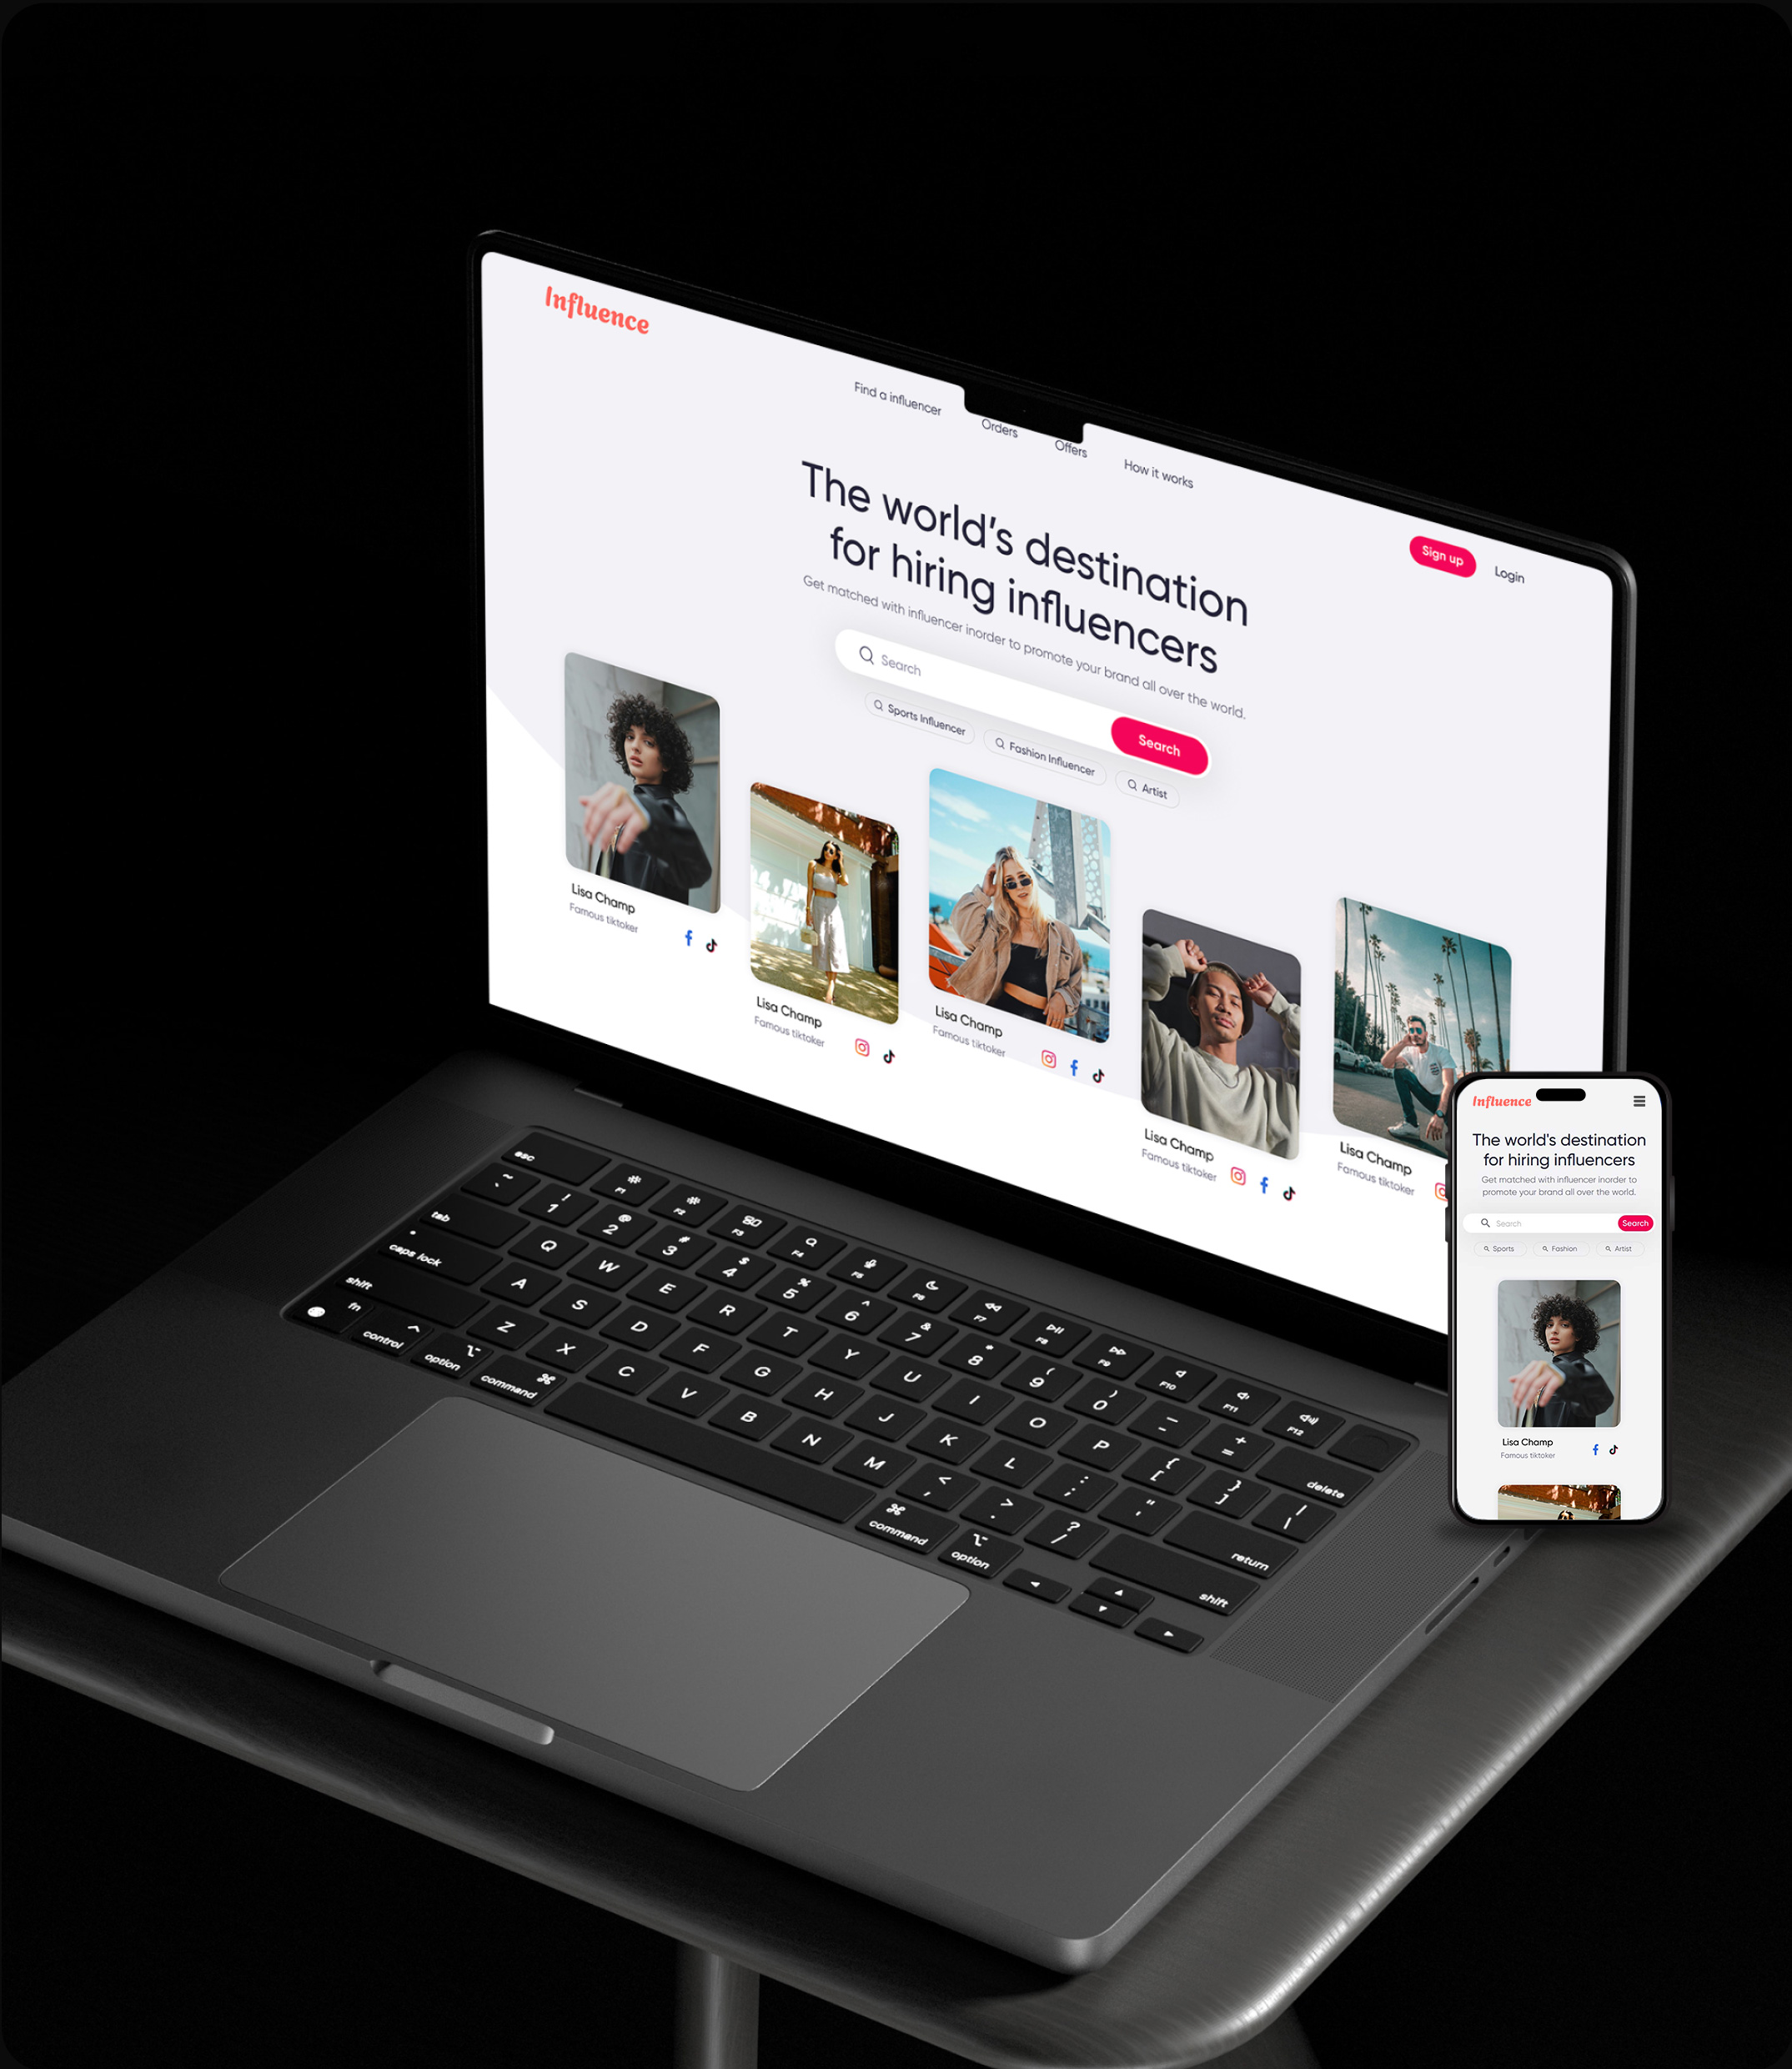 Influence
Find a influencer
Orders
Offers
How it works
Sign up
Login
The world's destination
for hiring influencers
Get matched with influencer inorder to promote your brand all over the world.
Search
Search
Sports Influencer
Fashion Influencer
Artist
Lisa Champ
Famous tiktoker
Lisa Champ
Famous tiktoker
Lisa Champ
Famous tiktoker
Lisa Champ
Famous tiktoker
Lisa Champ
Famous tiktoker
Influence
The world's destination
for hiring influencers
Get matched with influencer inorder to
promote your brand all over the world.
Search
Search
Sports
Fashion
Artist
Lisa Champ
Famous tiktoker
esc
F1
F2
F3
F4
F5
F6
F7
F8
F9
F10
F11
F12
~ `
! 1
@ 2
# 3
$ 4
% 5
^ 6
& 7
* 8
( 9
) 0
_ -
+ =
delete
tab
Q W E R T Y U I O P { [ } ] | \
caps lock
A S D F G H J K L : ; " '
return
shift
Z X C V B N M < , > . ? /
shift
fn
control
option
command
command
option